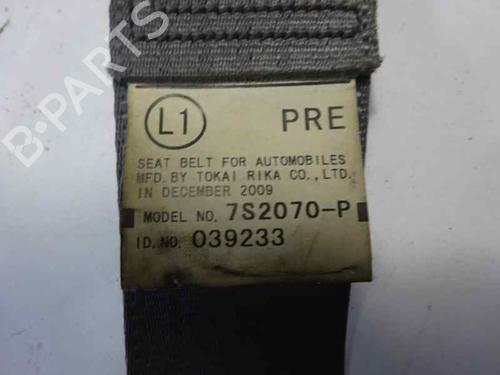 B-PARTS
L1 PRE
SEAT BELT FOR AUTOMOBILES
MFD. BY TOKAI RIKA CO., LTD.
IN DECEMBER 2009
MODEL NO. 7S2070-P
ID. NO. 039233